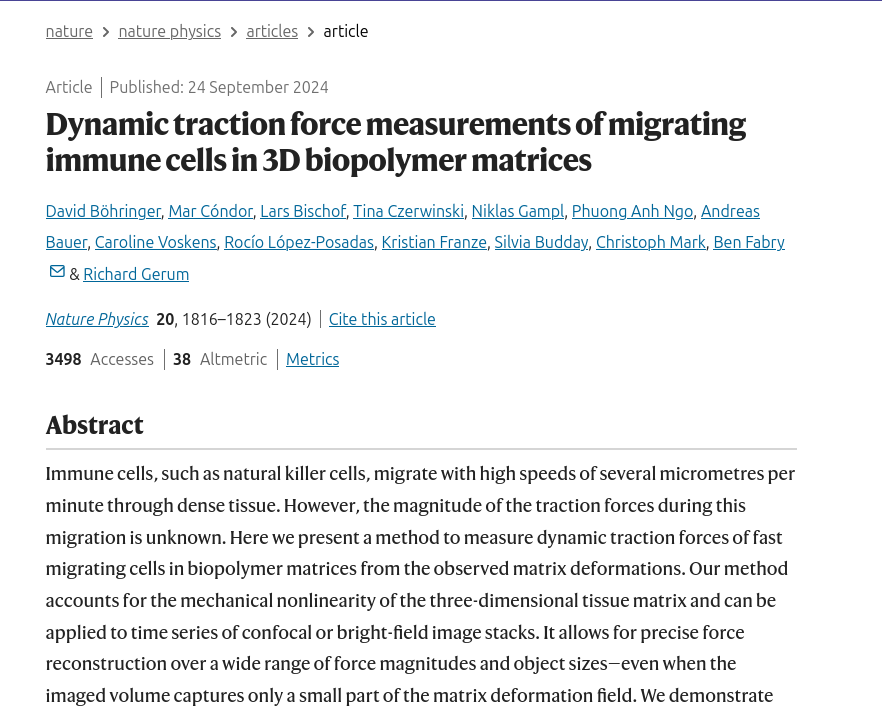 nature > nature physics > articles > article
Article | Published: 24 September 2024
Dynamic traction force measurements of migrating
immune cells in 3D biopolymer matrices
David Böhringer, Mar Cóndor, Lars Bischof, Tina Czerwinski, Niklas Gampl, Phuong Anh Ngo, Andreas
Bauer, Caroline Voskens, Rocío López-Posadas, Kristian Franze, Silvia Budday, Christoph Mark, Ben Fabry
& Richard Gerum
Nature Physics 20, 1816–1823 (2024) | Cite this article
3498 Accesses | 38 Altmetric | Metrics
Abstract
Immune cells, such as natural killer cells, migrate with high speeds of several micrometres per
minute through dense tissue. However, the magnitude of the traction forces during this
migration is unknown. Here we present a method to measure dynamic traction forces of fast
migrating cells in biopolymer matrices from the observed matrix deformations. Our method
accounts for the mechanical nonlinearity of the three-dimensional tissue matrix and can be
applied to time series of confocal or bright-field image stacks. It allows for precise force
reconstruction over a wide range of force magnitudes and object sizes—even when the
imaged volume captures only a small part of the matrix deformation field. We demonstrate